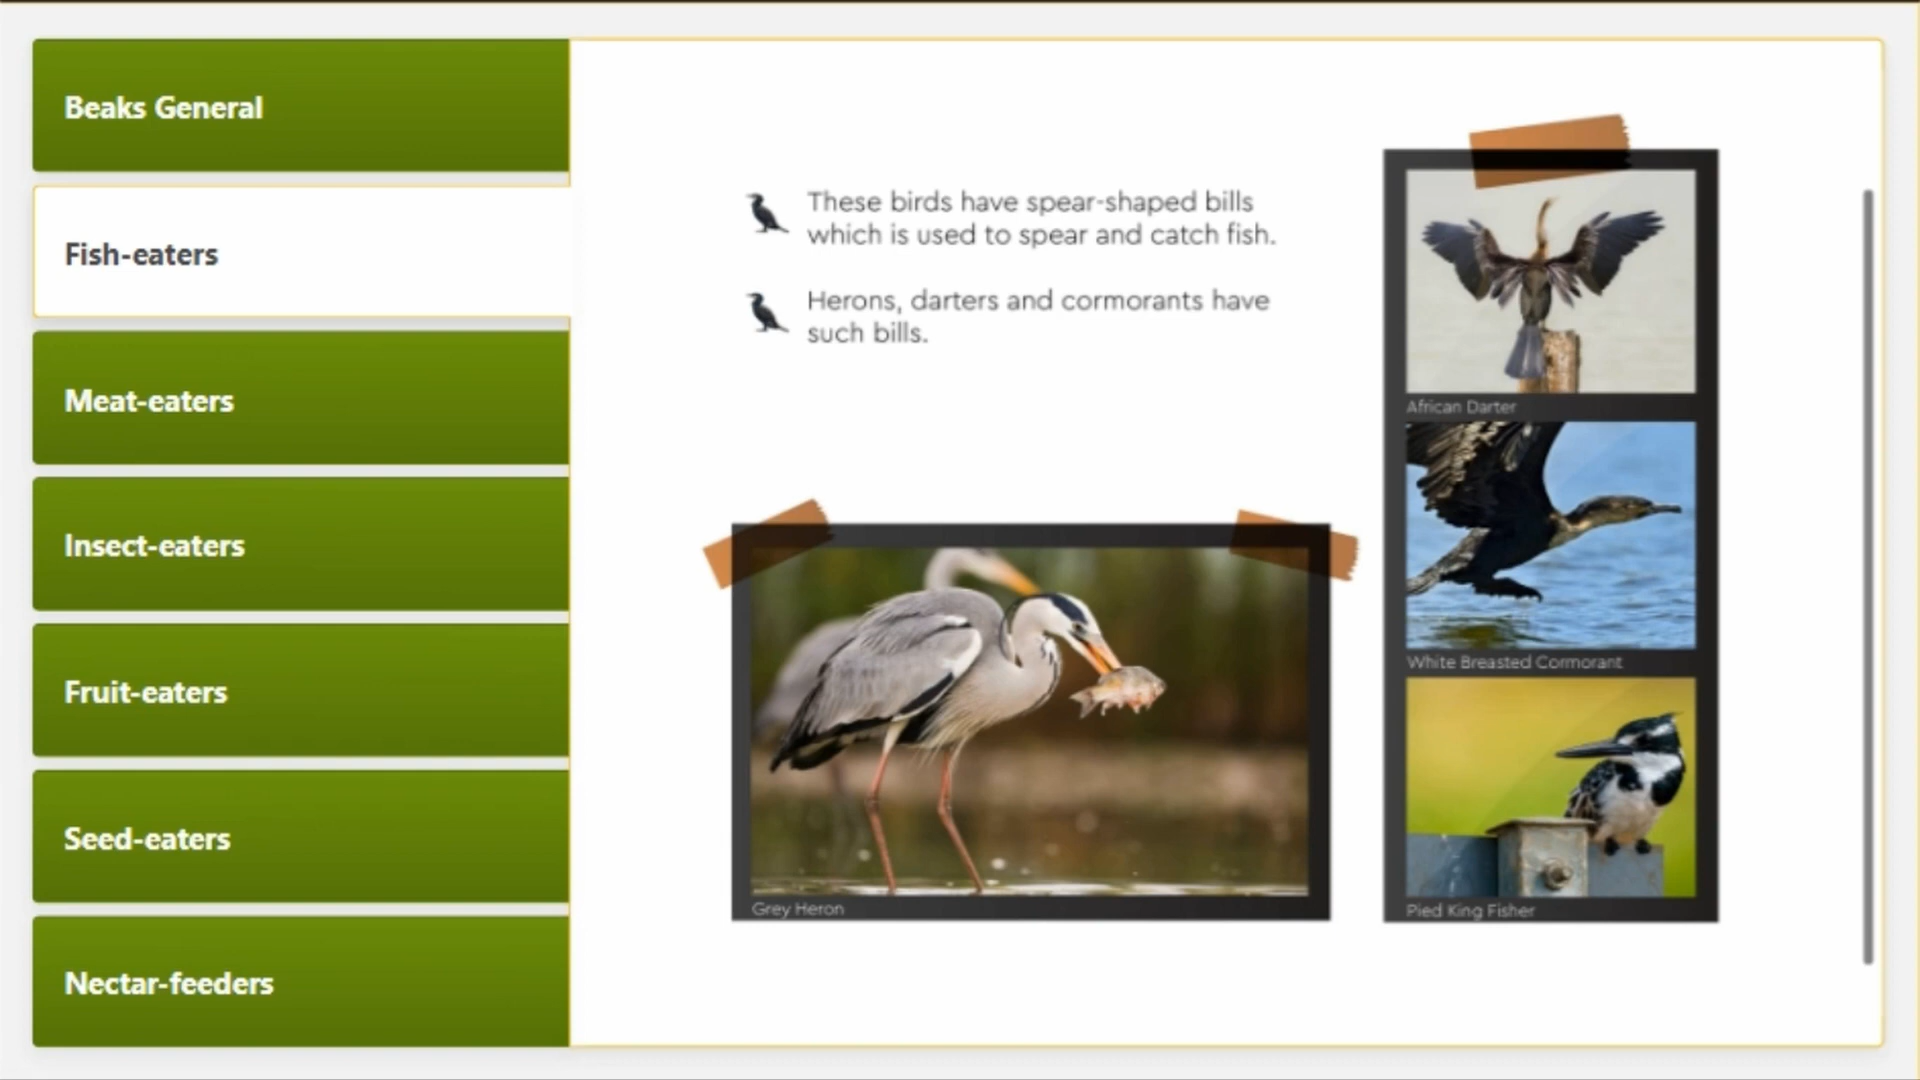 Beaks General
Fish-eaters
Meat-eaters
Insect-eaters
Fruit-eaters
Seed-eaters
Nectar-feeders
These birds have spear-shaped bills
which is used to spear and catch fish.
Herons, darters and cormorants have
such bills.
Grey Heron
African Darter
White Breasted Cormorant
Pied King Fisher